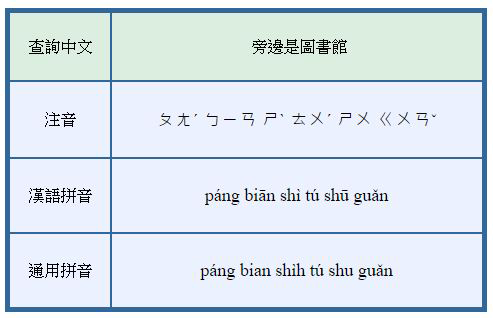 查詢中文 旁邊是圖書館
注音 ㄆㄤˊ ㄅㄧㄢ ㄕˋ ㄊㄨˊ ㄕㄨ ㄍㄨㄢˇ
漢語拼音 páng biān shì tú shū guǎn
通用拼音 páng bian shìh tú shu guǎn